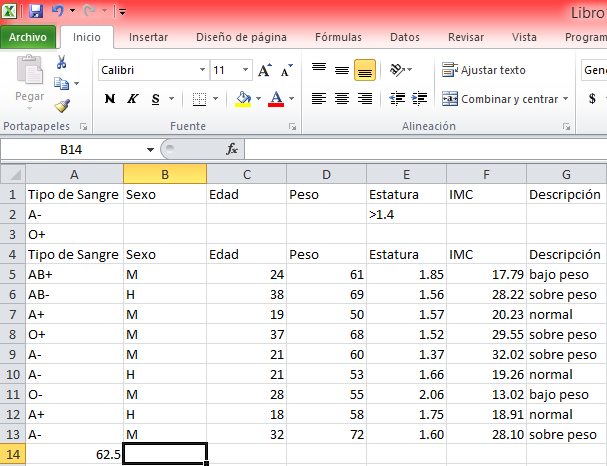 Libro
Archivo Inicio Insertar Diseño de página Fórmulas Datos Revisar Vista Program
Pegar Calibri 11 A A Ajustar texto Gene
N K S A Combinar y centrar $
Portapapeles Fuente Alineación
B14 fx
A B C D E F G
1 Tipo de Sangre Sexo Edad Peso Estatura IMC Descripción
2 A- >1.4
3 O+
4 Tipo de Sangre Sexo Edad Peso Estatura IMC Descripción
5 AB+ M 24 61 1.85 17.79 bajo peso
6 AB- H 38 69 1.56 28.22 sobre peso
7 A+ M 19 50 1.57 20.23 normal
8 O+ M 37 68 1.52 29.55 sobre peso
9 A- M 21 60 1.37 32.02 sobre peso
10 A- H 21 53 1.66 19.26 normal
11 O- M 28 55 2.06 13.02 bajo peso
12 A+ H 18 58 1.75 18.91 normal
13 A- M 32 72 1.60 28.10 sobre peso
14 62.5